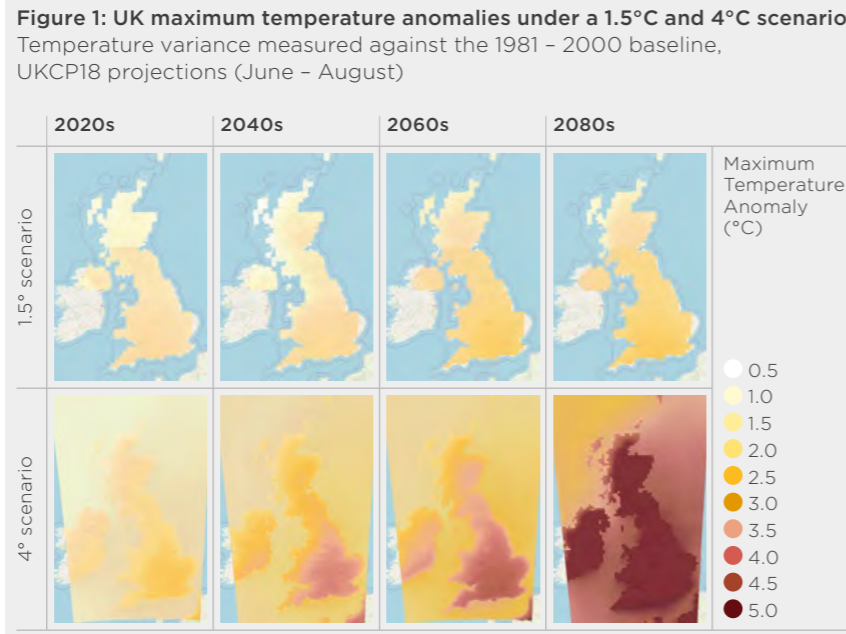 Figure 1: UK maximum temperature anomalies under a 1.5°C and 4°C scenario
Temperature variance measured against the 1981 – 2000 baseline,
UKCP18 projections (June – August)
2020s
2040s
2060s
2080s
1.5° scenario
4° scenario
Maximum
Temperature
Anomaly
(°C)
0.5
1.0
1.5
2.0
2.5
3.0
3.5
4.0
4.5
5.0